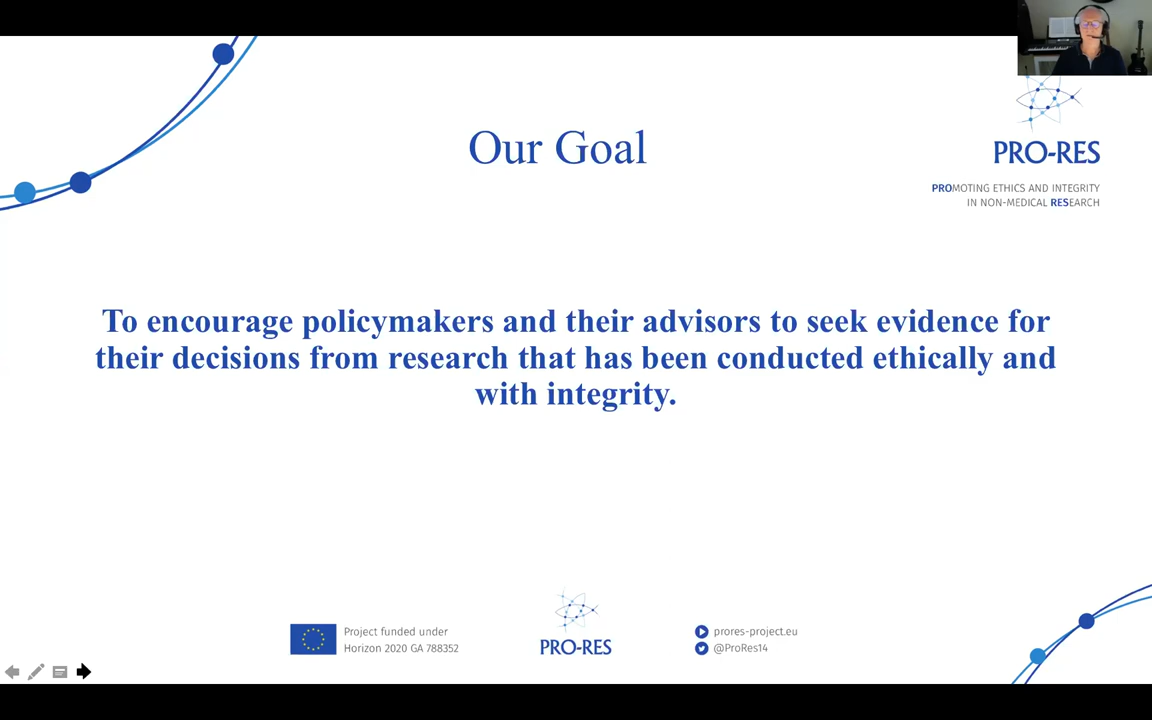 Our Goal
PRO-RES
PROMOTING ETHICS AND INTEGRITY
IN NON-MEDICAL RESEARCH
To encourage policymakers and their advisors to seek evidence for
their decisions from research that has been conducted ethically and
with integrity.
Project funded under
Horizon 2020 GA 788352
PRO-RES
prores-project.eu
@ProRes14